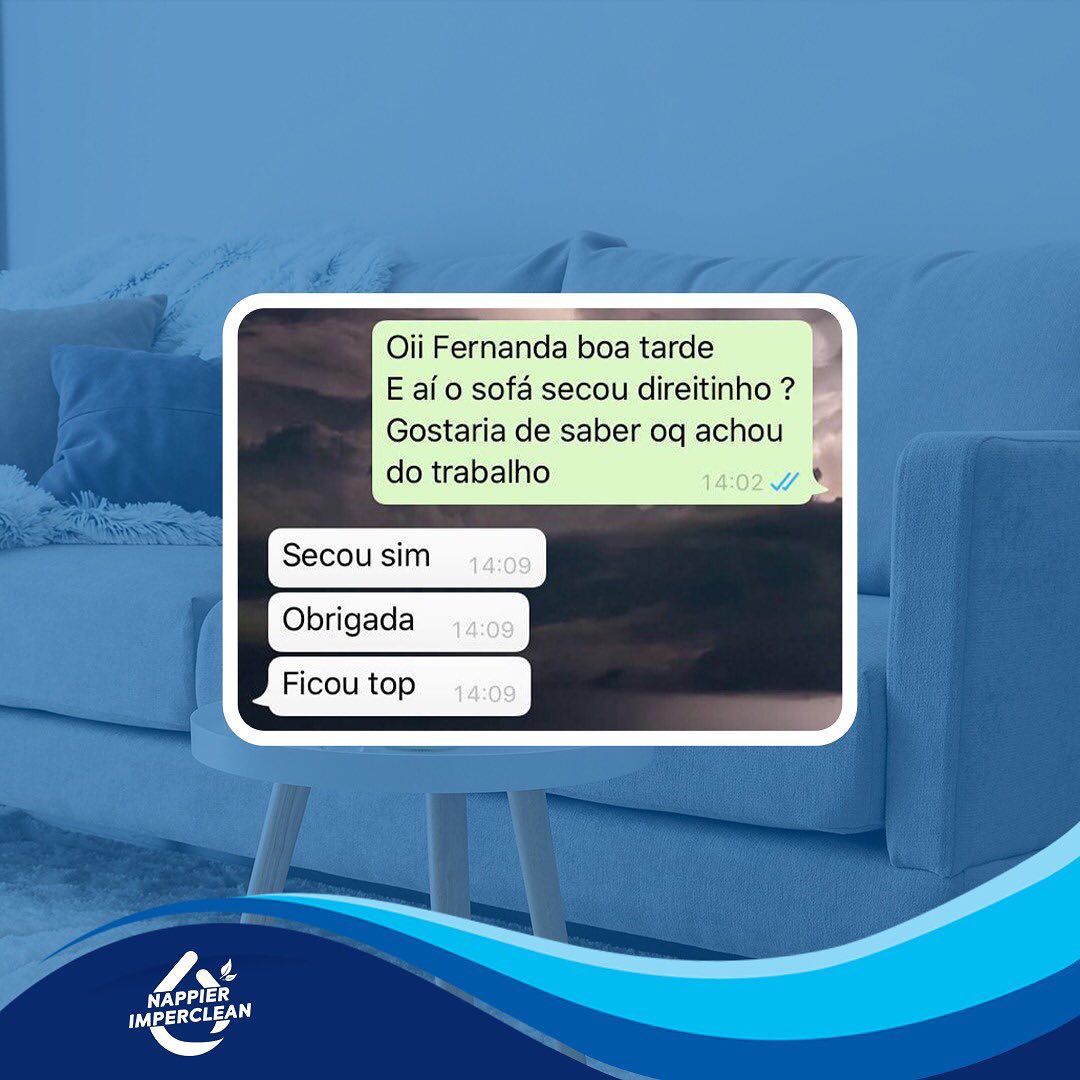 Oii Fernanda boa tarde
E aí o sofá secou direitinho ?
Gostaria de saber oq achou
do trabalho
14:02
Secou sim 14:09
Obrigada 14:09
Ficou top 14:09
NAPPIER
IMPERCLEAN